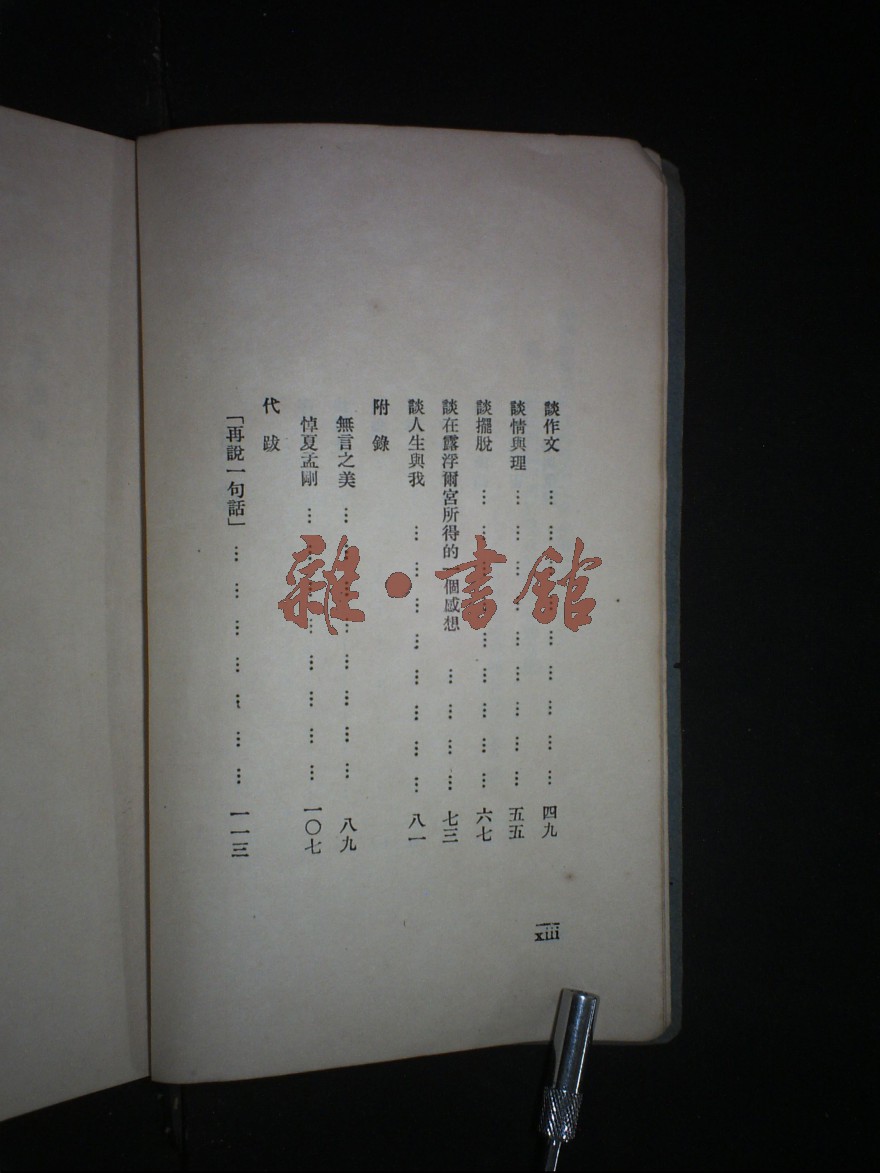 談作文 … … … … … … … … … 四九
談情與理 … … … … … … … … … 五五
談擺脫 … … … … … … … … … 六七
談在露浮爾宮所得的一個感想 … … … … 七三
談人生與我 … … … … … … … … 八一
附錄
無言之美 … … … … … … … … 八九
悼夏孟剛 … … … … … … … … 一〇七
代跋
「再說一句話」 … … … … … … … 一一三
xiii
雜·書館